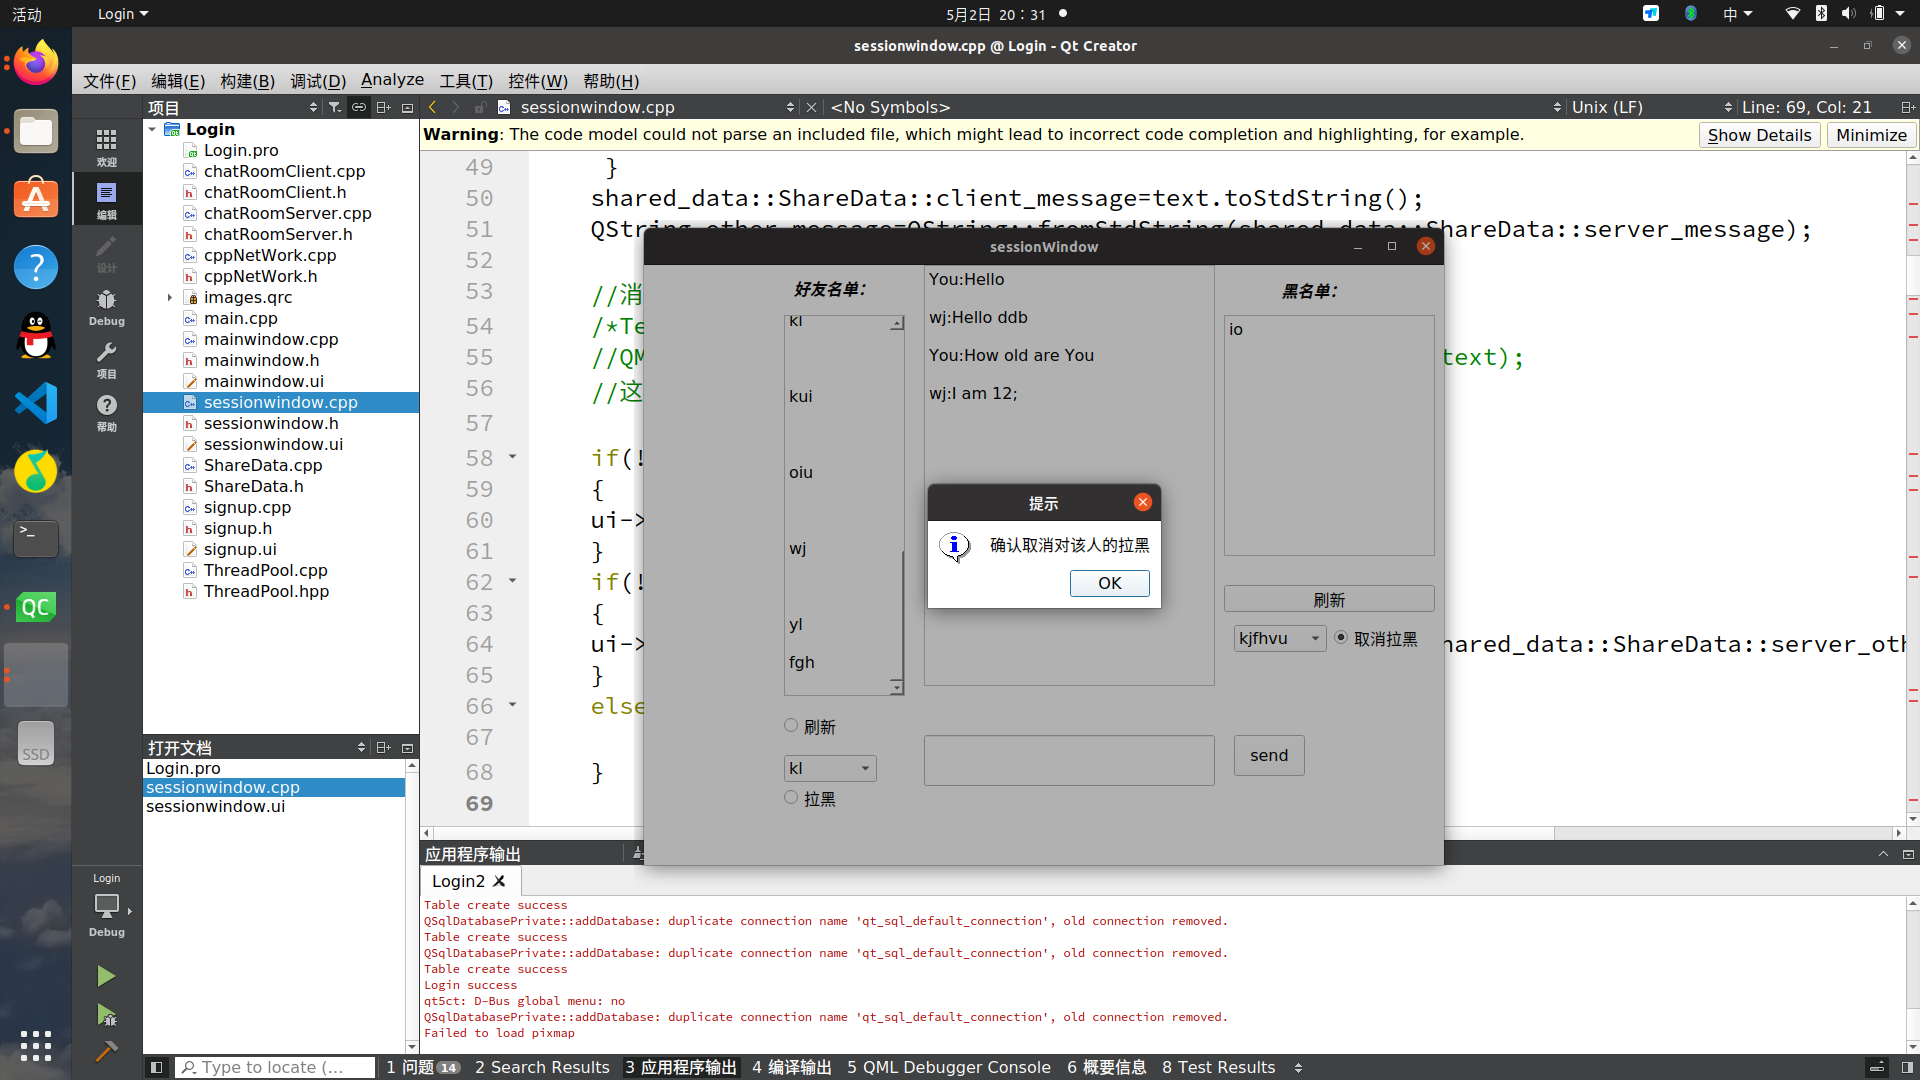 活动
Login
5月2日 20：31
中
sessionwindow.cpp @ Login - Qt Creator
文件(F) 编辑(E) 构建(B) 调试(D) Analyze 工具(T) 控件(W) 帮助(H)
项目
sessionwindow.cpp
<No Symbols>
Unix (LF)
Line: 69, Col: 21
Warning: The code model could not parse an included file, which might lead to incorrect code completion and highlighting, for example.
Show Details
Minimize
欢迎
编辑
设计
Debug
项目
帮助
Login
Debug
Login
Login.pro
chatRoomClient.cpp
chatRoomClient.h
chatRoomServer.cpp
chatRoomServer.h
cppNetWork.cpp
cppNetWork.h
images.qrc
main.cpp
mainwindow.cpp
mainwindow.h
mainwindow.ui
sessionwindow.cpp
sessionwindow.h
sessionwindow.ui
ShareData.cpp
ShareData.h
signup.cpp
signup.h
signup.ui
ThreadPool.cpp
ThreadPool.hpp
打开文档
Login.pro
sessionwindow.cpp
sessionwindow.ui
QC
SSD
49 }
50 shared_data::ShareData::client_message=text.toStdString();
51 QString other_message=QString::fromStdString(shared_data::ShareData::server_message);
52
53 //消
54 /*Te
55 //QM text);
56 //这
57
58 if(!
59 {
60 ui->
61 }
62 if(!
63 {
64 ui-> hared_data::ShareData::server_oth
65 }
66 else
67
68 }
69
sessionWindow
好友名单：
kl
kui
oiu
wj
yl
fgh
刷新
kl
拉黑
You:Hello
wj:Hello ddb
You:How old are You
wj:I am 12;
send
黑名单：
io
刷新
kjfhvu
取消拉黑
提示
确认取消对该人的拉黑
OK
应用程序输出
Login2
Table create success
QSqlDatabasePrivate::addDatabase: duplicate connection name 'qt_sql_default_connection', old connection removed.
Table create success
QSqlDatabasePrivate::addDatabase: duplicate connection name 'qt_sql_default_connection', old connection removed.
Table create success
Login success
qt5ct: D-Bus global menu: no
QSqlDatabasePrivate::addDatabase: duplicate connection name 'qt_sql_default_connection', old connection removed.
Failed to load pixmap
Type to locate (...
1 问题 14
2 Search Results
3 应用程序输出
4 编译输出
5 QML Debugger Console
6 概要信息
8 Test Results